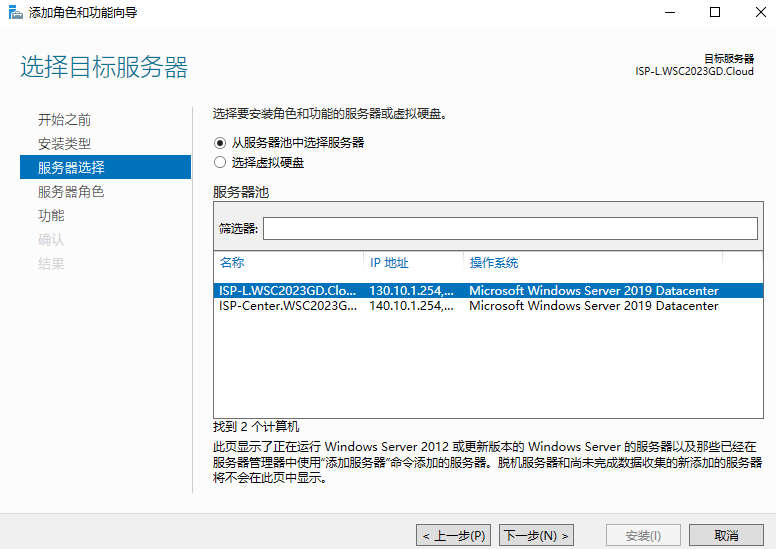 添加角色和功能向导
选择目标服务器
目标服务器
ISP-L.WSC2023GD.Cloud
开始之前
安装类型
服务器选择
服务器角色
功能
确认
结果
选择要安装角色和功能的服务器或虚拟硬盘。
从服务器池中选择服务器
选择虚拟硬盘
服务器池
筛选器:
名称 IP 地址 操作系统
ISP-L.WSC2023GD.Clo... 130.10.1.254,... Microsoft Windows Server 2019 Datacenter
ISP-Center.WSC2023G... 140.10.1.254,... Microsoft Windows Server 2019 Datacenter
找到 2 个计算机
此页显示了正在运行 Windows Server 2012 或更新版本的 Windows Server 的服务器以及那些已经在
服务器管理器中使用"添加服务器"命令添加的服务器。脱机服务器和尚未完成数据收集的新添加的服务器
将不会在此页中显示。
< 上一步(P) 下一步(N) > 安装(I) 取消